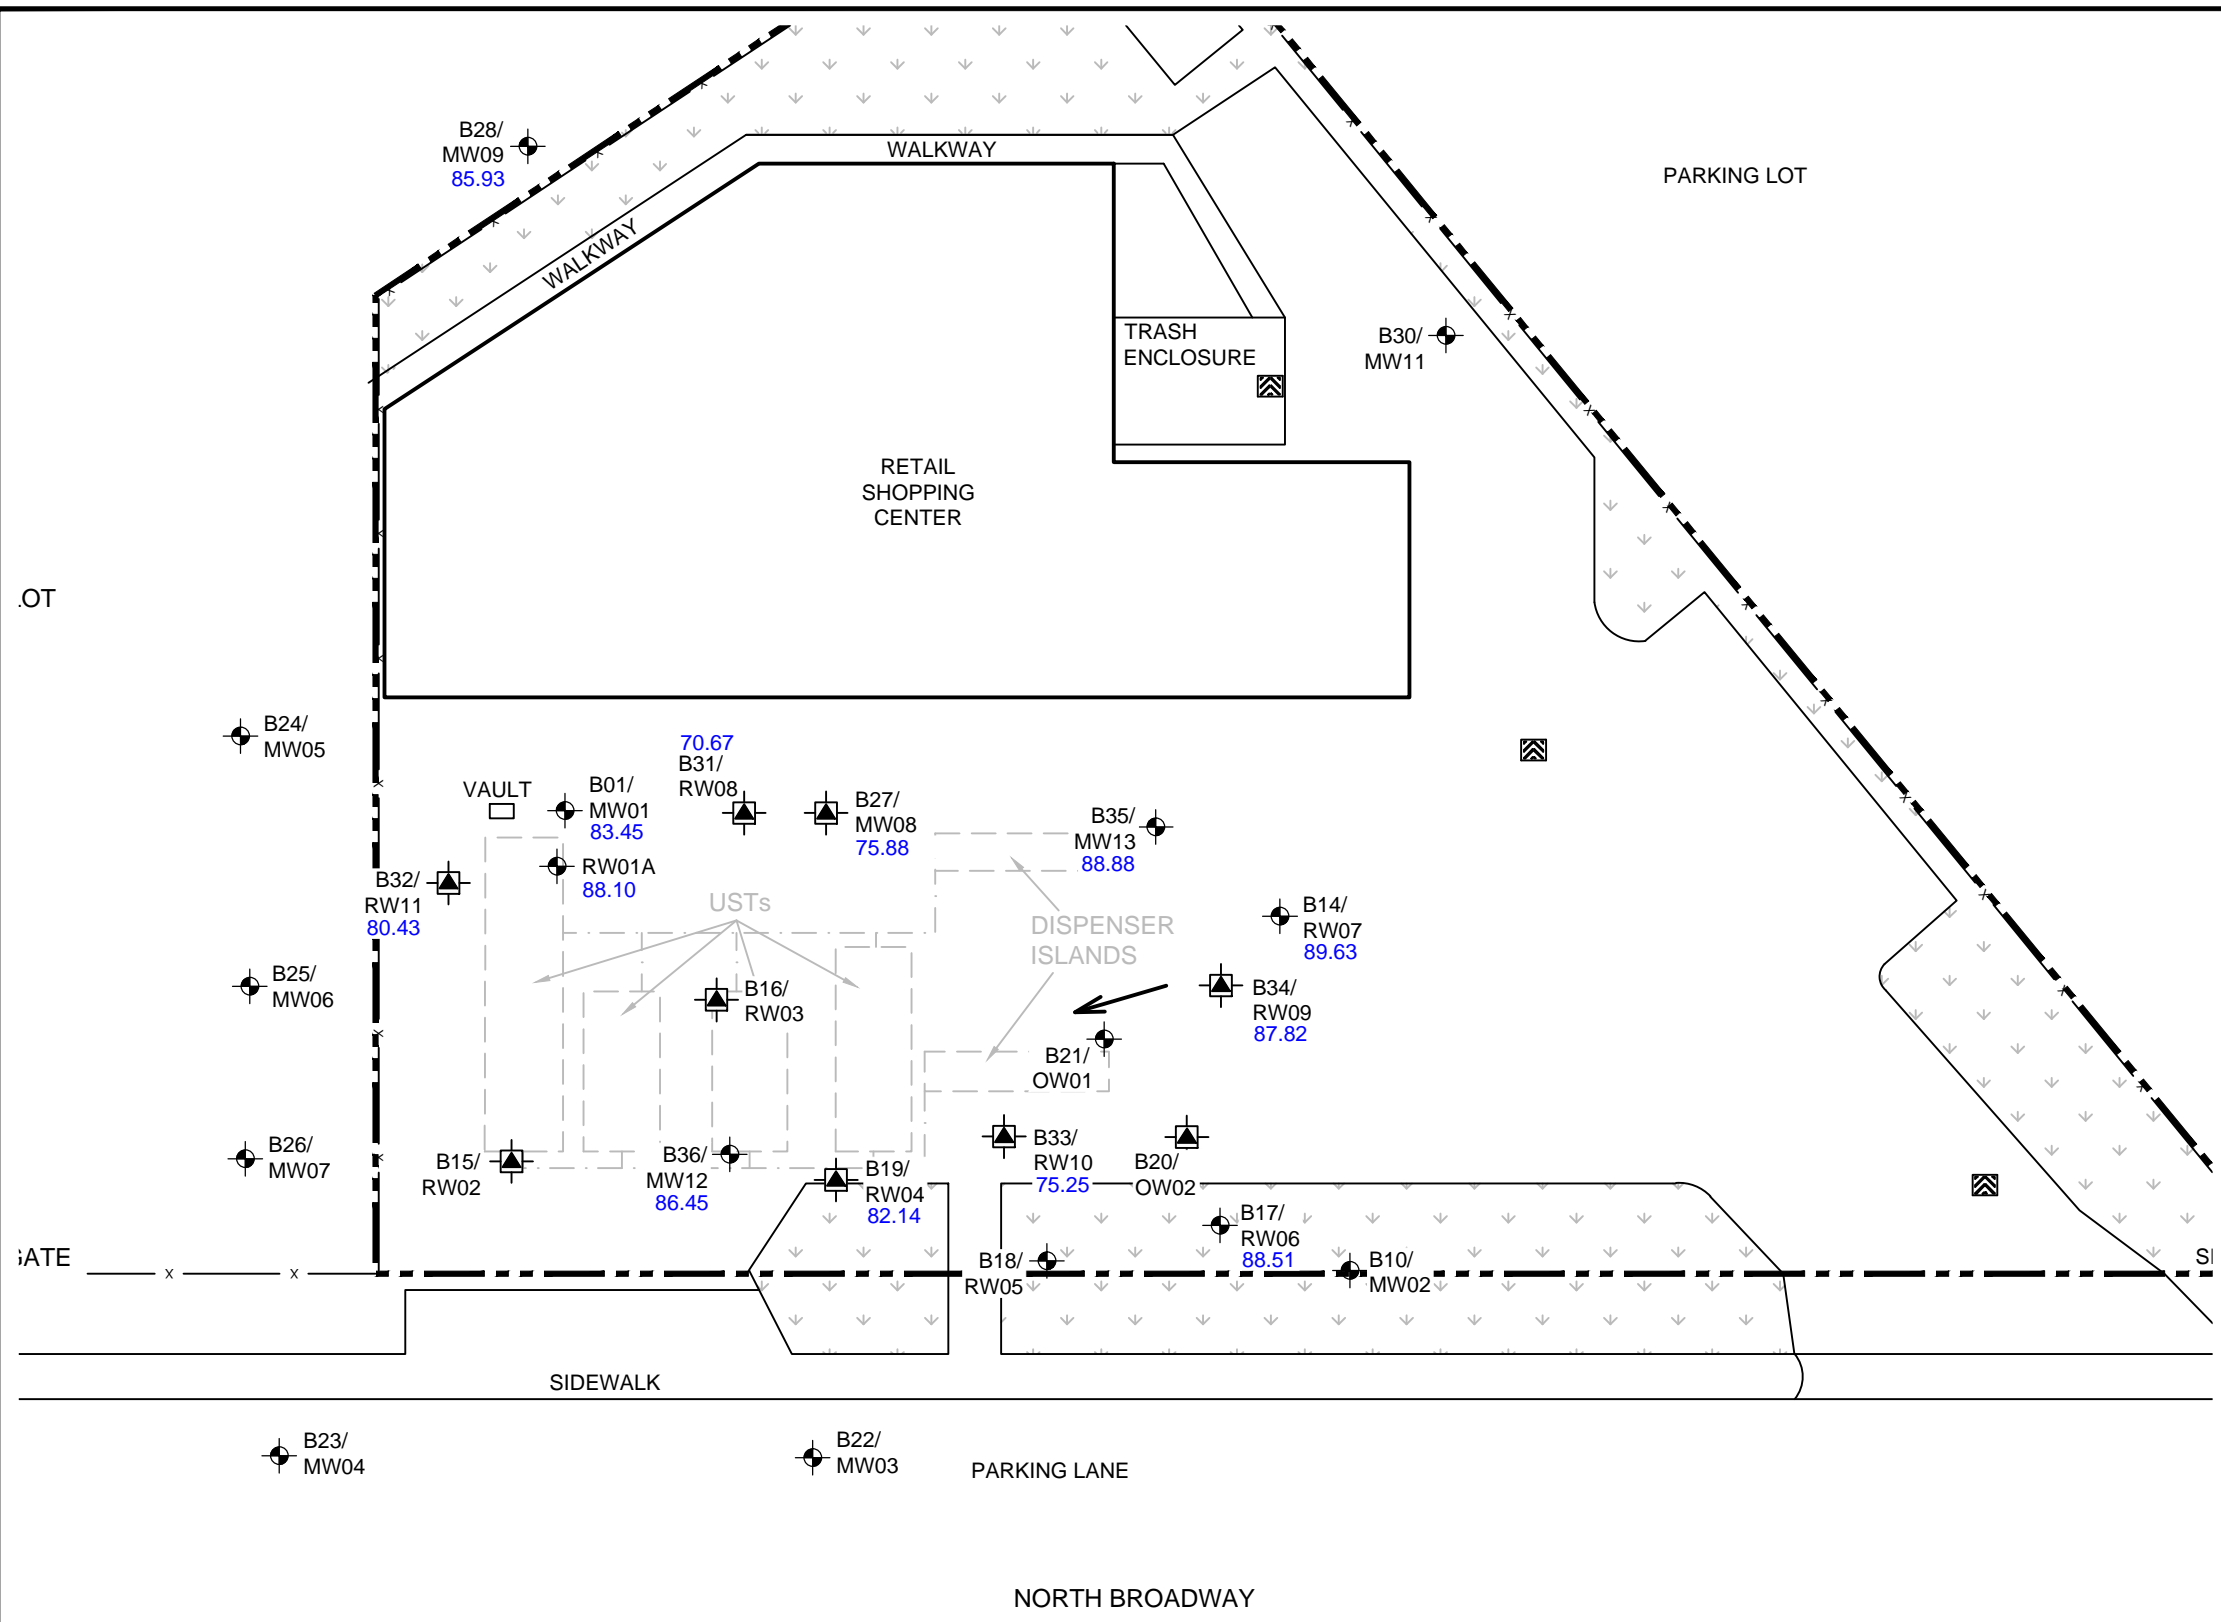 B28/
MW09
85.93
WALKWAY
WALKWAY
PARKING LOT
TRASH
ENCLOSURE
B30/
MW11
RETAIL
SHOPPING
CENTER
.OT
B24/
MW05
VAULT
B01/
MW01
83.45
70.67
B31/
RW08
B27/
MW08
75.88
B35/
MW13
88.88
B32/
RW11
80.43
RW01A
88.10
USTs
DISPENSER
ISLANDS
B14/
RW07
89.63
B25/
MW06
B16/
RW03
B34/
RW09
87.82
B21/
OW01
B26/
MW07
B15/
RW02
B36/
MW12
86.45
B19/
RW04
82.14
B33/
RW10
75.25
B20/
OW02
B17/
RW06
88.51
B18/
RW05
B10/
MW02
x x
SIDEWALK
B23/
MW04
B22/
MW03
PARKING LANE
NORTH BROADWAY